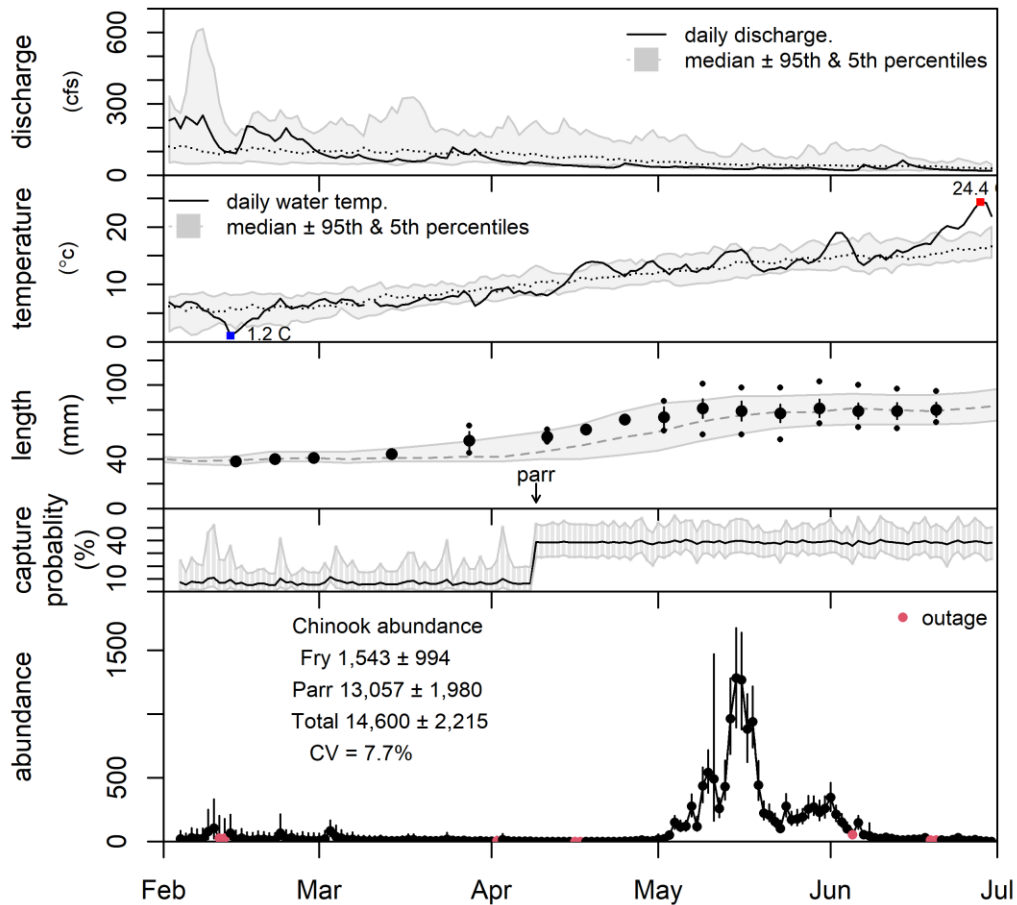 discharge
(cfs)
600
300
0
daily discharge.
median ± 95th & 5th percentiles
temperature
(°c)
20
10
0
daily water temp.
median ± 95th & 5th percentiles
1.2 C
24.4
length
(mm)
100
40
0
parr
capture
probablity
(%)
40
10
abundance
1500
500
0
Chinook abundance
Fry 1,543 ± 994
Parr 13,057 ± 1,980
Total 14,600 ± 2,215
CV = 7.7%
outage
Feb
Mar
Apr
May
Jun
Jul